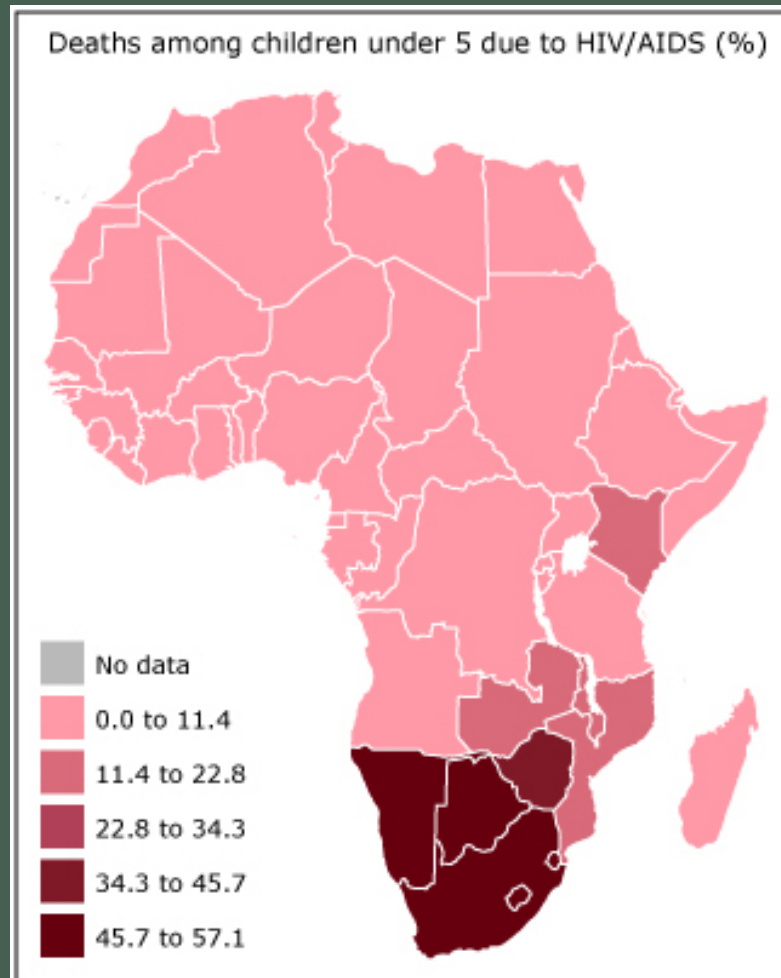 Deaths among children under 5 due to HIV/AIDS (%)
No data
0.0 to 11.4
11.4 to 22.8
22.8 to 34.3
34.3 to 45.7
45.7 to 57.1